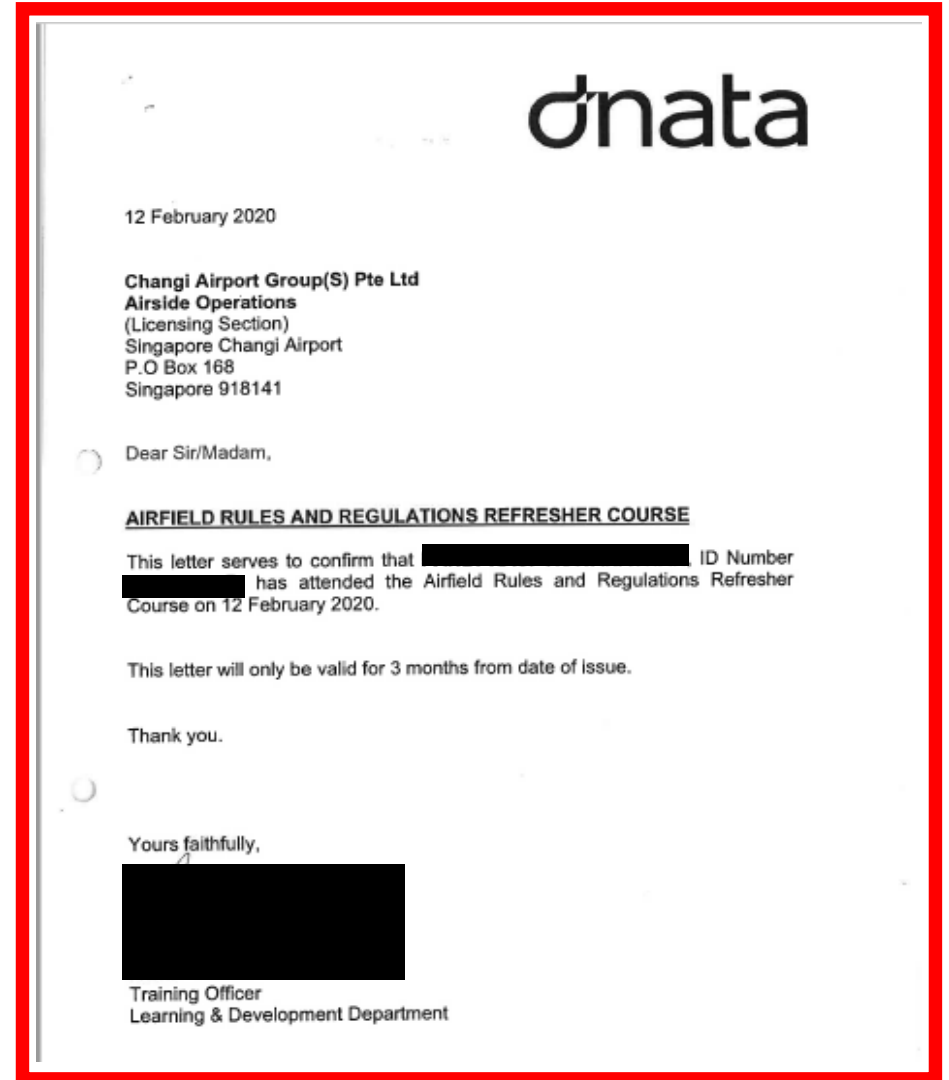 dnata
12 February 2020
Changi Airport Group(S) Pte Ltd
Airside Operations
(Licensing Section)
Singapore Changi Airport
P.O Box 168
Singapore 918141
Dear Sir/Madam,
AIRFIELD RULES AND REGULATIONS REFRESHER COURSE
This letter serves to confirm that , ID Number
has attended the Airfield Rules and Regulations Refresher
Course on 12 February 2020.
This letter will only be valid for 3 months from date of issue.
Thank you.
Yours faithfully,
Training Officer
Learning & Development Department